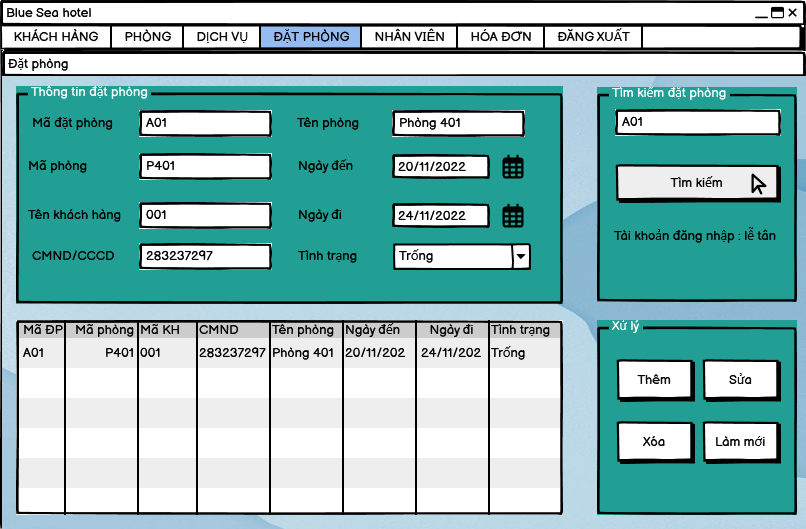 Blue Sea hotel
KHÁCH HÀNG PHÒNG DỊCH VỤ ĐẶT PHÒNG NHÂN VIÊN HÓA ĐƠN ĐĂNG XUẤT
Đặt phòng
Thông tin đặt phòng
Mã đặt phòng A01 Tên phòng Phòng 401
Mã phòng P401 Ngày đến 20/11/2022
Tên khách hàng 001 Ngày đi 24/11/2022
CMND/CCCD 283237297 Tình trạng Trống
Tìm kiếm đặt phòng
A01
Tìm kiếm
Tài khoản đăng nhập : lễ tân
Mã ĐP Mã phòng Mã KH CMND Tên phòng Ngày đến Ngày đi Tình trạng
A01 P401 001 283237297 Phòng 401 20/11/202 24/11/202 Trống
Xử lý
Thêm Sửa
Xóa Làm mới